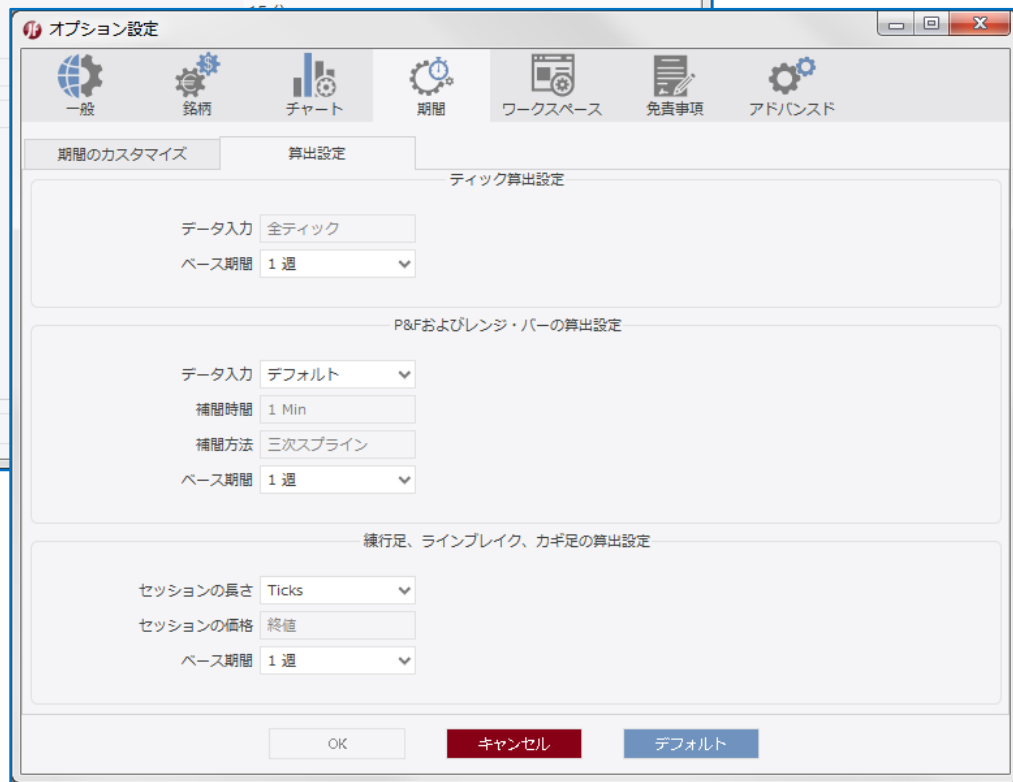 オプション設定
一般 銘柄 チャート 期間 ワークスペース 免責事項 アドバンスド
期間のカスタマイズ 算出設定
ティック算出設定
データ入力 全ティック
ベース期間 1 週
P&Fおよびレンジ・バーの算出設定
データ入力 デフォルト
補間時間 1 Min
補間方法 三次スプライン
ベース期間 1 週
練行足、ラインブレイク、カギ足の算出設定
セッションの長さ Ticks
セッションの価格 終値
ベース期間 1 週
OK キャンセル デフォルト